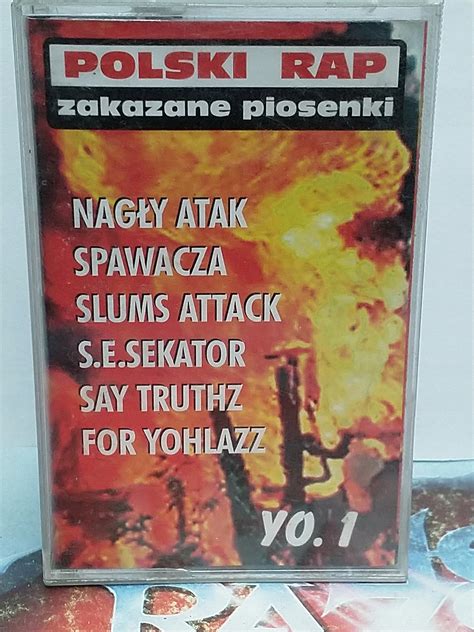 POLSKI RAP
zakazane piosenki
NAGŁY ATAK
SPAWACZA
SLUMS ATTACK
S.E.SEKATOR
SAY TRUTHZ
FOR YOHLAZZ
YO. 1